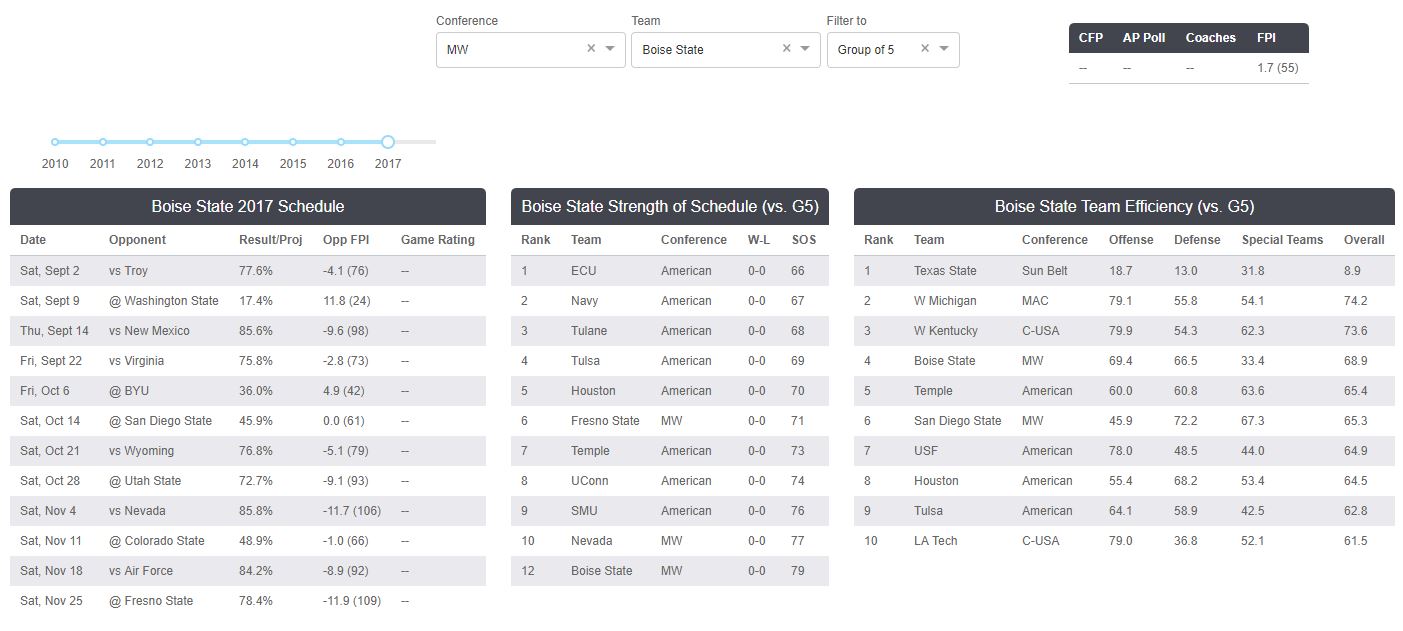 Conference Team Filter to
MW Boise State Group of 5
CFP AP Poll Coaches FPI
-- -- -- 1.7 (55)
2010 2011 2012 2013 2014 2015 2016 2017
Boise State 2017 Schedule
Date Opponent Result/Proj Opp FPI Game Rating
Sat, Sept 2 vs Troy 77.6% -4.1 (76) --
Sat, Sept 9 @ Washington State 17.4% 11.8 (24) --
Thu, Sept 14 vs New Mexico 85.6% -9.6 (98) --
Fri, Sept 22 vs Virginia 75.8% -2.8 (73) --
Fri, Oct 6 @ BYU 36.0% 4.9 (42) --
Sat, Oct 14 @ San Diego State 45.9% 0.0 (61) --
Sat, Oct 21 vs Wyoming 76.8% -5.1 (79) --
Sat, Oct 28 @ Utah State 72.7% -9.1 (93) --
Sat, Nov 4 vs Nevada 85.8% -11.7 (106) --
Sat, Nov 11 @ Colorado State 48.9% -1.0 (66) --
Sat, Nov 18 vs Air Force 84.2% -8.9 (92) --
Sat, Nov 25 @ Fresno State 78.4% -11.9 (109) --
Boise State Strength of Schedule (vs. G5)
Rank Team Conference W-L SOS
1 ECU American 0-0 66
2 Navy American 0-0 67
3 Tulane American 0-0 68
4 Tulsa American 0-0 69
5 Houston American 0-0 70
6 Fresno State MW 0-0 71
7 Temple American 0-0 73
8 UConn American 0-0 74
9 SMU American 0-0 76
10 Nevada MW 0-0 77
12 Boise State MW 0-0 79
Boise State Team Efficiency (vs. G5)
Rank Team Conference Offense Defense Special Teams Overall
1 Texas State Sun Belt 18.7 13.0 31.8 8.9
2 W Michigan MAC 79.1 55.8 54.1 74.2
3 W Kentucky C-USA 79.9 54.3 62.3 73.6
4 Boise State MW 69.4 66.5 33.4 68.9
5 Temple American 60.0 60.8 63.6 65.4
6 San Diego State MW 45.9 72.2 67.3 65.3
7 USF American 78.0 48.5 44.0 64.9
8 Houston American 55.4 68.2 53.4 64.5
9 Tulsa American 64.1 58.9 42.5 62.8
10 LA Tech C-USA 79.0 36.8 52.1 61.5